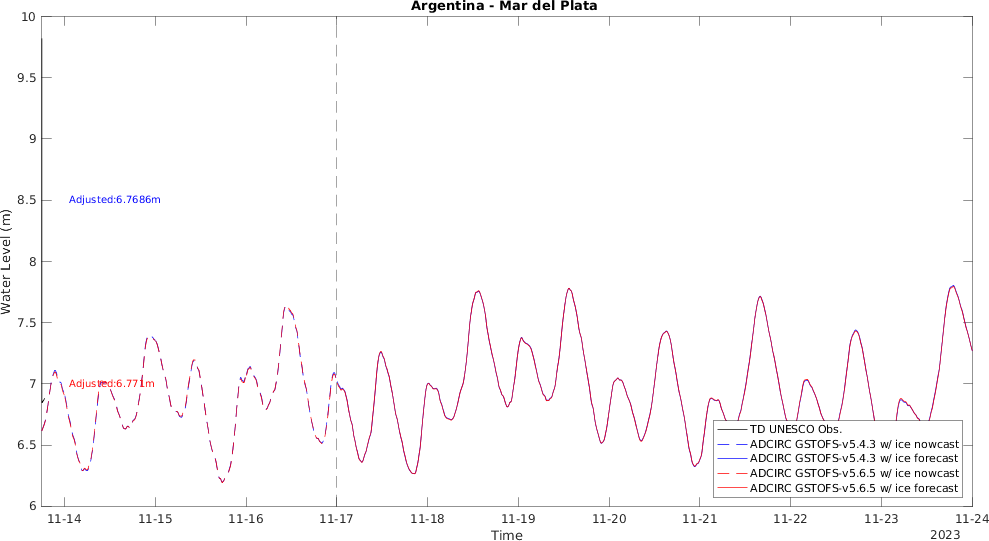 Argentina - Mar del Plata
10
9.5
9
8.5
8
7.5
7
6.5
6
Water Level (m)
Adjusted:6.7686m
Adjusted:6.771m
TD UNESCO Obs.
ADCIRC GSTOFS-v5.4.3 w/ ice nowcast
ADCIRC GSTOFS-v5.4.3 w/ ice forecast
ADCIRC GSTOFS-v5.6.5 w/ ice nowcast
ADCIRC GSTOFS-v5.6.5 w/ ice forecast
11-14 11-15 11-16 11-17 11-18 11-19 11-20 11-21 11-22 11-23 11-24
Time
2023